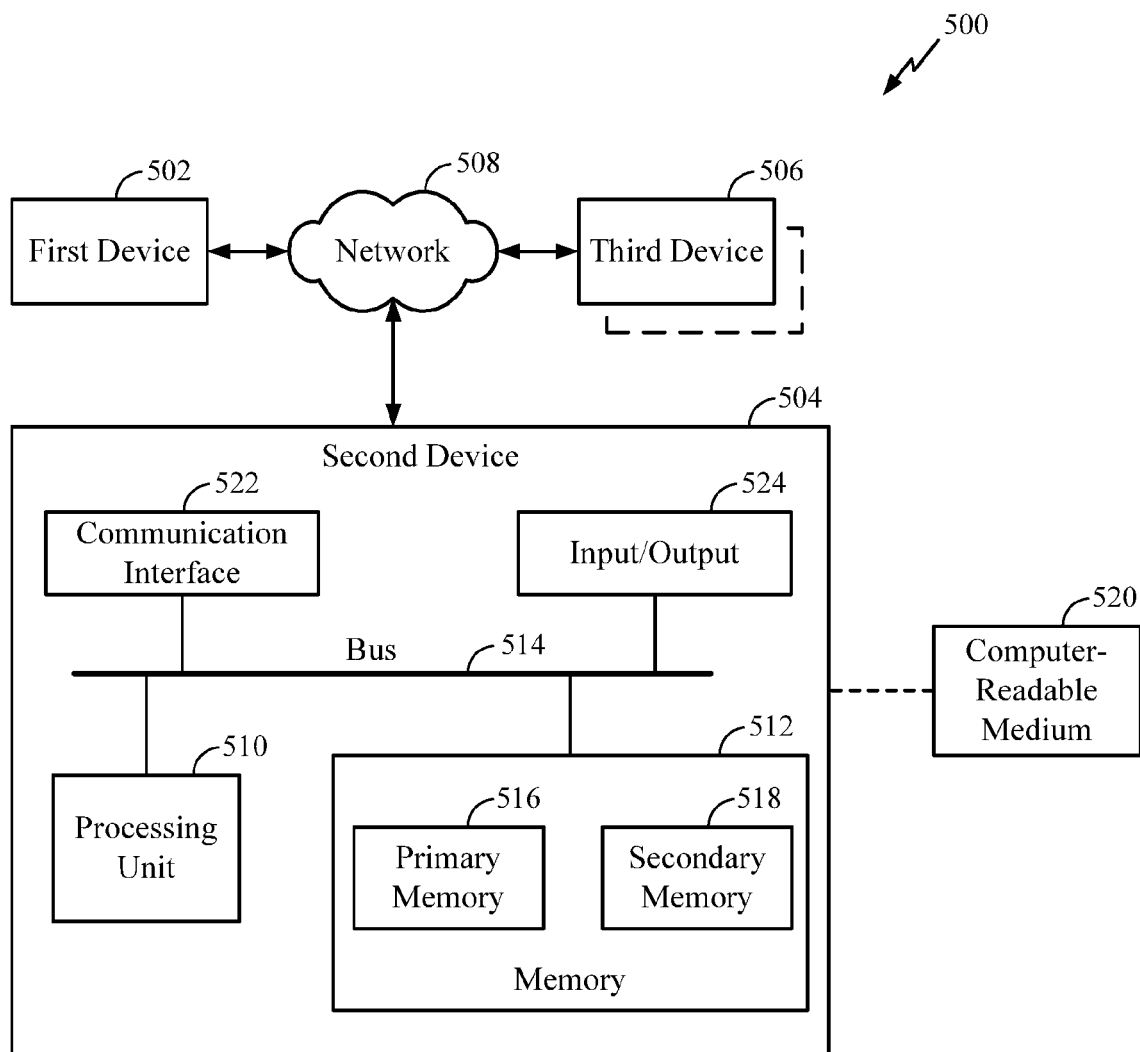 500
502
508
506
First Device
Network
Third Device
504
Second Device
522
524
Communication
Interface
Input/Output
520
Bus
514
Computer-
Readable
Medium
510
512
Processing
Unit
516
518
Primary
Memory
Secondary
Memory
Memory